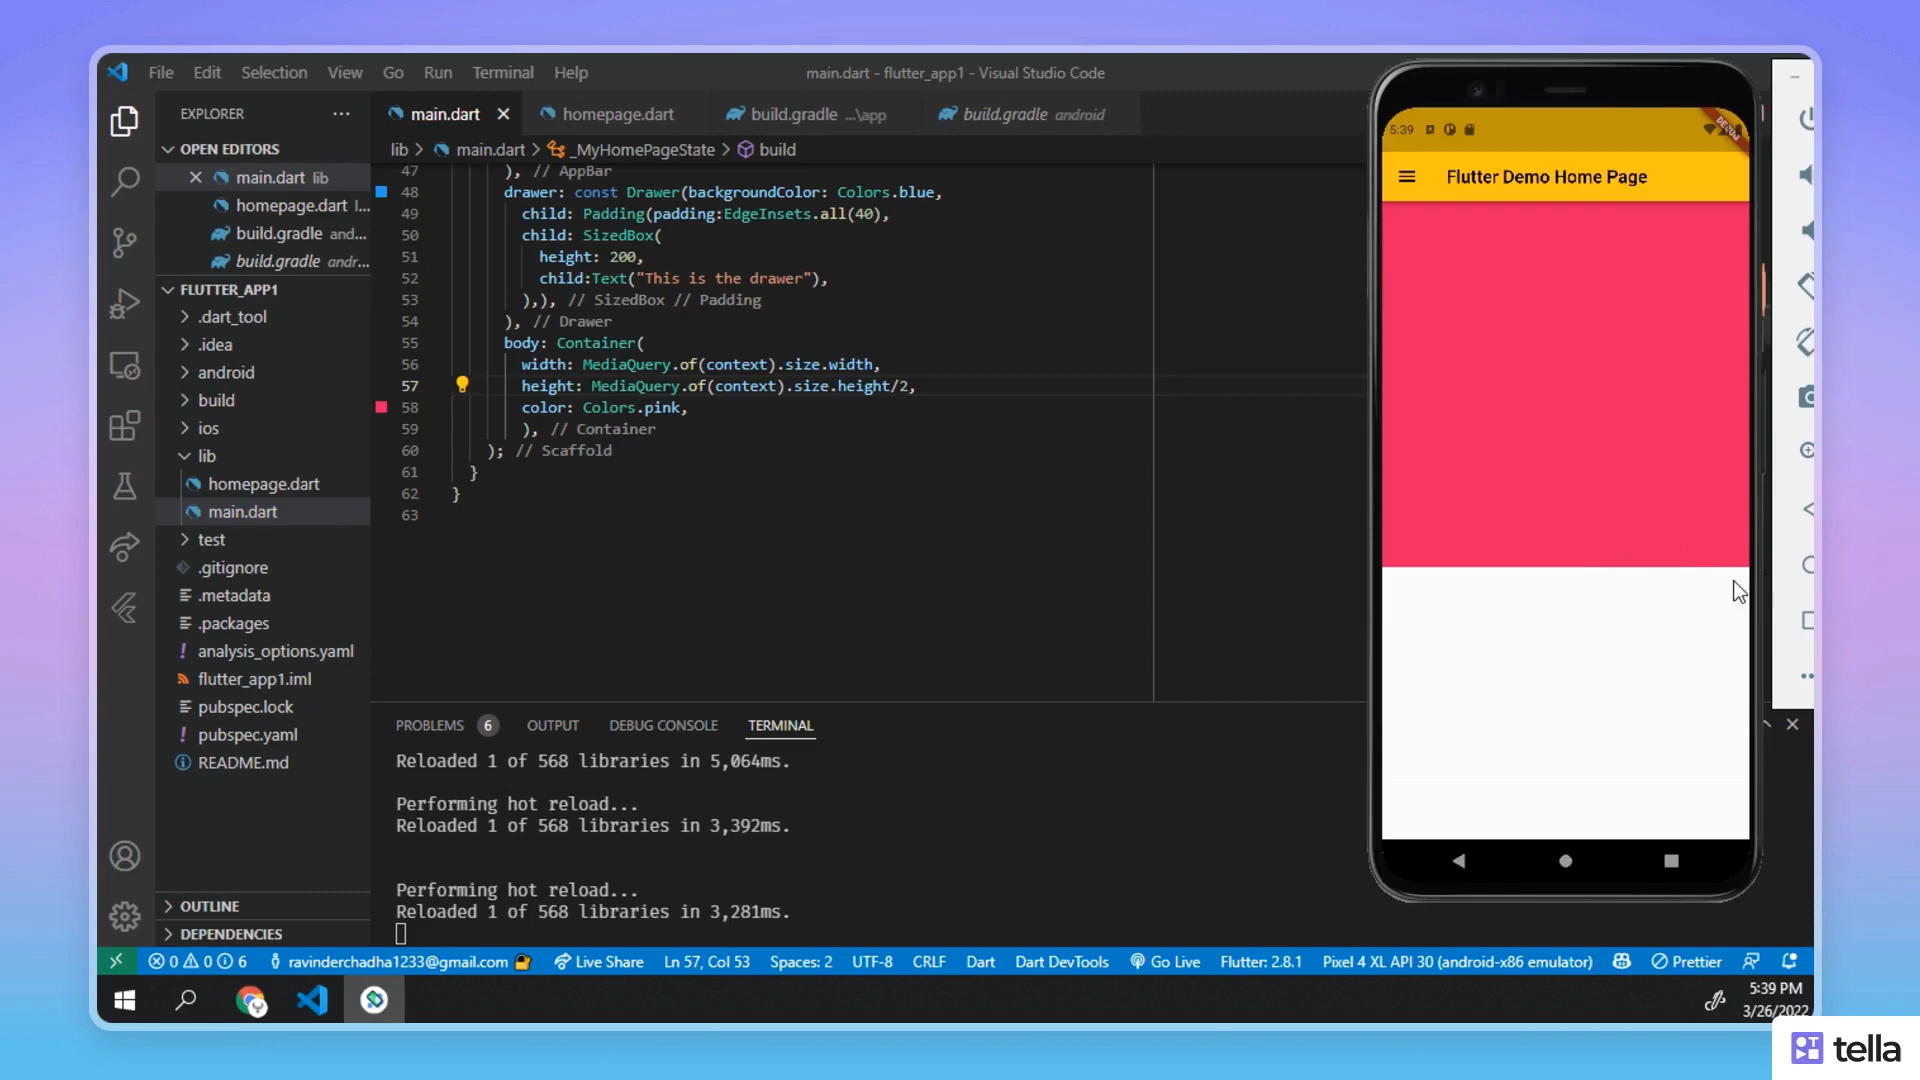 File Edit Selection View Go Run Terminal Help
main.dart - flutter_app1 - Visual Studio Code
EXPLORER
main.dart
homepage.dart
build.gradle ...\app
build.gradle android
OPEN EDITORS
main.dart lib
homepage.dart l...
build.gradle and...
build.gradle andr...
FLUTTER_APP1
.dart_tool
.idea
android
build
ios
lib
homepage.dart
main.dart
test
.gitignore
.metadata
.packages
analysis_options.yaml
flutter_app1.iml
pubspec.lock
pubspec.yaml
README.md
OUTLINE
DEPENDENCIES
lib > main.dart > _MyHomePageState > build
47 ), // AppBar
48 drawer: const Drawer(backgroundColor: Colors.blue,
49 child: Padding(padding:EdgeInsets.all(40),
50 child: SizedBox(
51 height: 200,
52 child:Text("This is the drawer"),
53 ),), // SizedBox // Padding
54 ), // Drawer
55 body: Container(
56 width: MediaQuery.of(context).size.width,
57 height: MediaQuery.of(context).size.height/2,
58 color: Colors.pink,
59 ), // Container
60 ); // Scaffold
61 }
62 }
63
PROBLEMS 6 OUTPUT DEBUG CONSOLE TERMINAL
Reloaded 1 of 568 libraries in 5,064ms.
Performing hot reload...
Reloaded 1 of 568 libraries in 3,392ms.
Performing hot reload...
Reloaded 1 of 568 libraries in 3,281ms.
5:39
DEBUG
Flutter Demo Home Page
0 0 6 ravinderchadha1233@gmail.com Live Share Ln 57, Col 53 Spaces: 2 UTF-8 CRLF Dart Dart DevTools Go Live Flutter: 2.8.1 Pixel 4 XL API 30 (android-x86 emulator) Prettier
5:39 PM
3/26/2022
tella